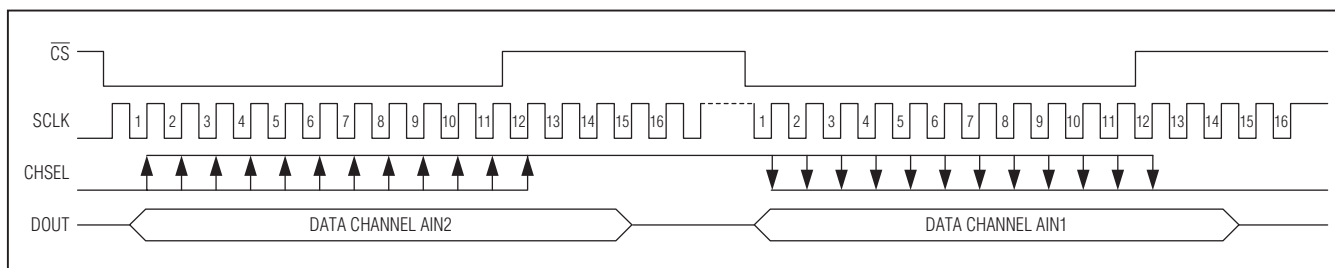 C̅S̅
SCLK 1 2 3 4 5 6 7 8 9 10 11 12 13 14 15 16 1 2 3 4 5 6 7 8 9 10 11 12 13 14 15 16
CHSEL
DOUT DATA CHANNEL AIN2 DATA CHANNEL AIN1